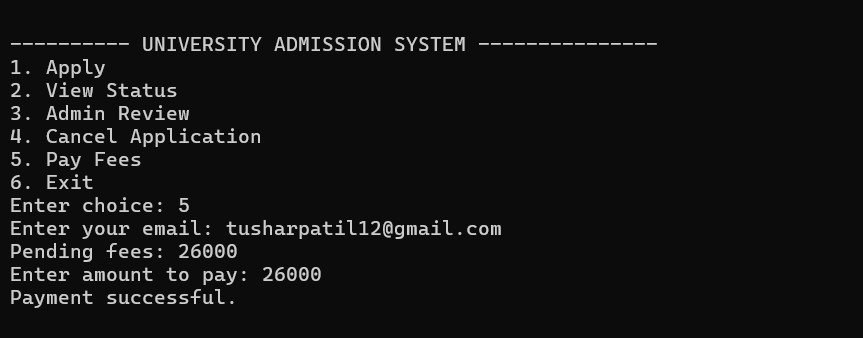 ---------- UNIVERSITY ADMISSION SYSTEM ---------------
1. Apply
2. View Status
3. Admin Review
4. Cancel Application
5. Pay Fees
6. Exit
Enter choice: 5
Enter your email: tusharpatil12@gmail.com
Pending fees: 26000
Enter amount to pay: 26000
Payment successful.